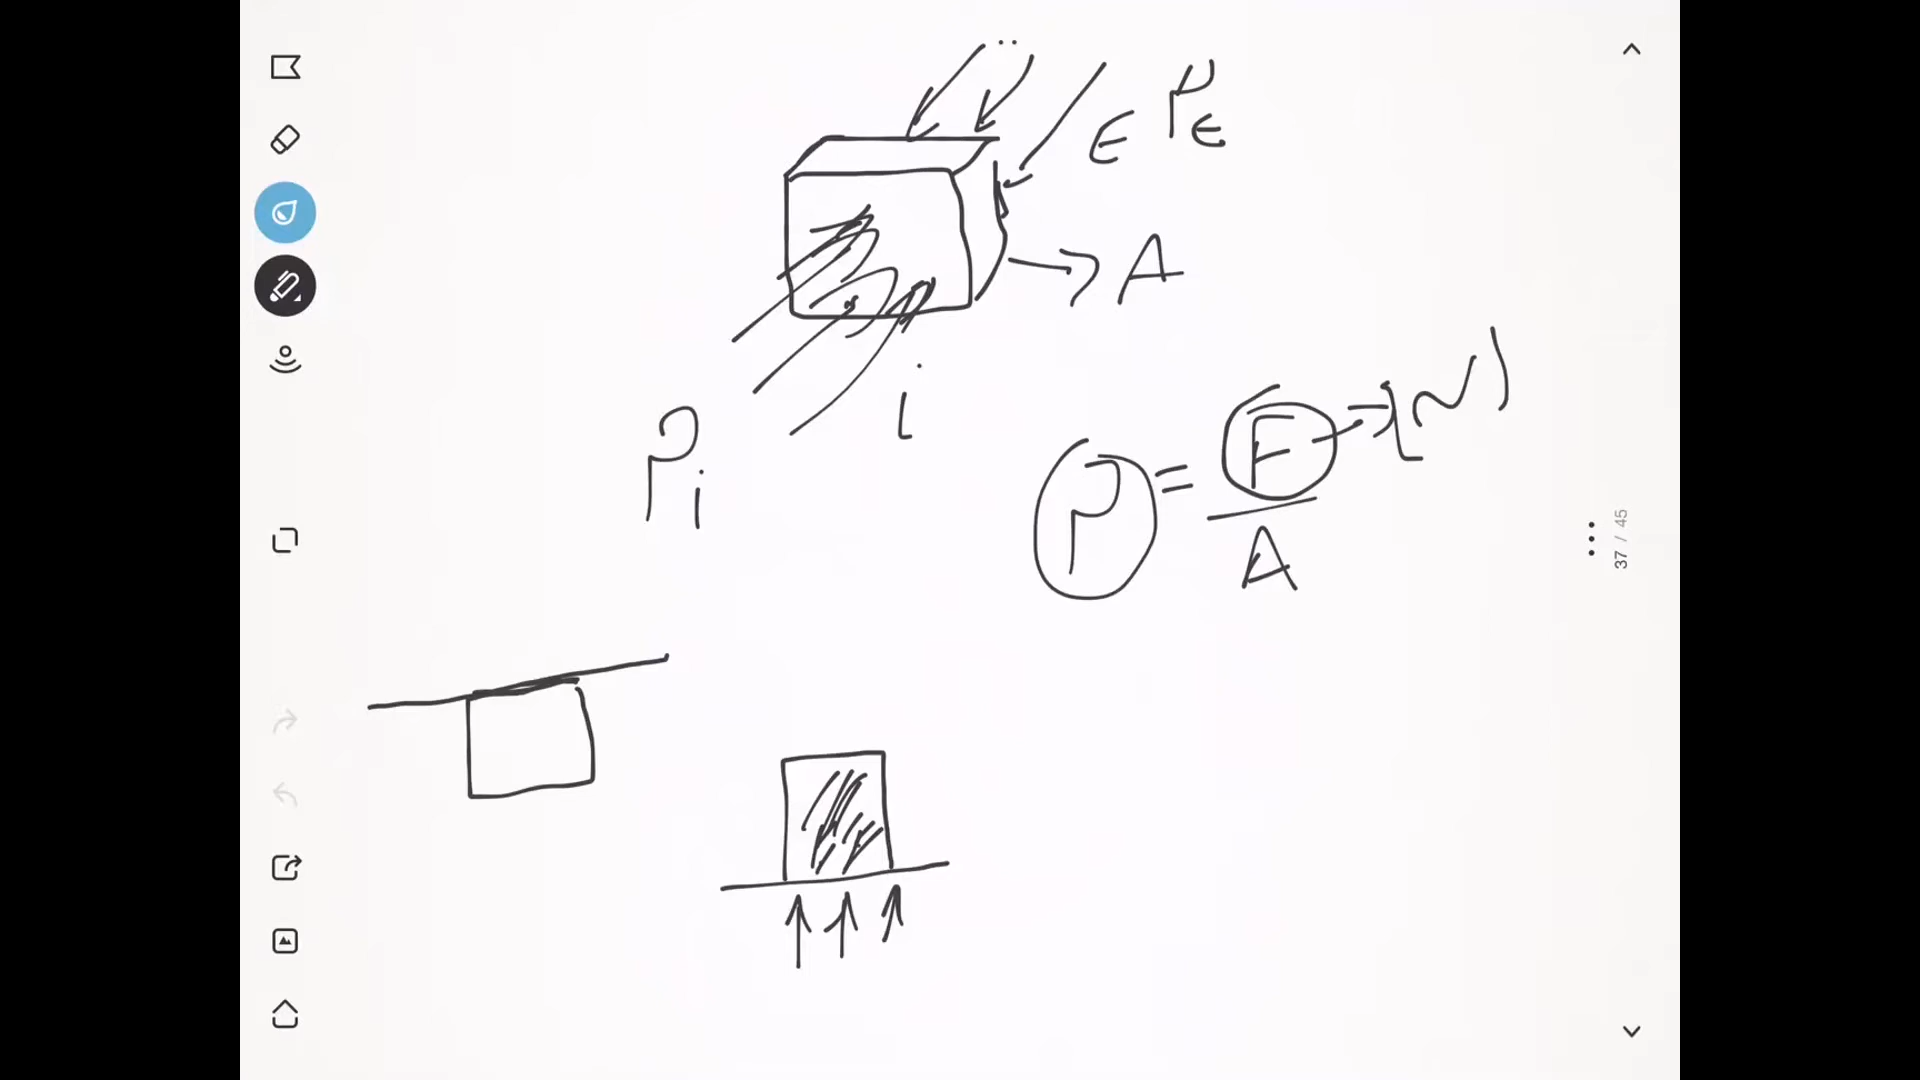 E P_E
A
i
P_i
P = F/A → [N]
37 / 45